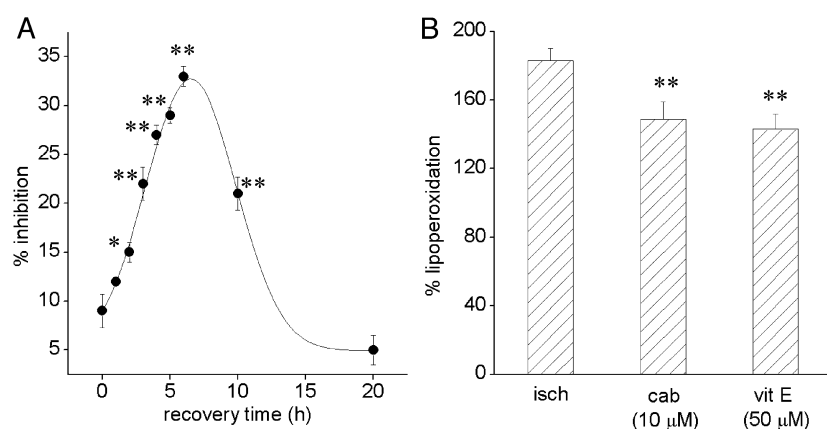 A
% inhibition
35
30
25
20
15
10
5
**
**
**
**
*
**
0 5 10 15 20
recovery time (h)
B
% lipoperoxidation
200
160
120
80
40
0
**
**
isch cab vit E
(10 μM) (50 μM)